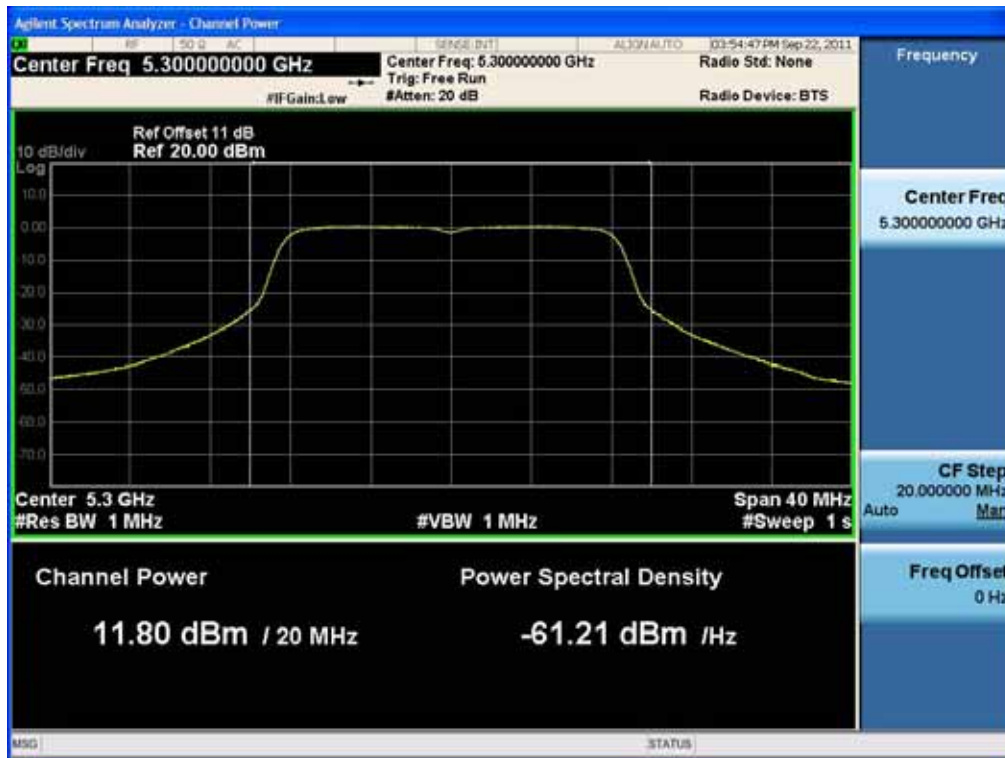 Agilent Spectrum Analyzer - Channel Power
RF 50 Ω AC SENSE:INT ALIGNAUTO 03:54:47 PM Sep 22, 2011
Center Freq 5.300000000 GHz
Center Freq: 5.300000000 GHz
Radio Std: None
Trig: Free Run
#IFGain:Low
#Atten: 20 dB
Radio Device: BTS
Frequency
Ref Offset 11 dB
10 dB/div Ref 20.00 dBm
Log
10.0
0.00
-10.0
-20.0
-30.0
-40.0
-50.0
-60.0
-70.0
Center Freq
5.300000000 GHz
Center 5.3 GHz
Span 40 MHz
#Res BW 1 MHz
#VBW 1 MHz
#Sweep 1 s
CF Step
20.000000 MHz
Auto Man
Channel Power
Power Spectral Density
11.80 dBm / 20 MHz
-61.21 dBm /Hz
Freq Offset
0 Hz
MSG
STATUS